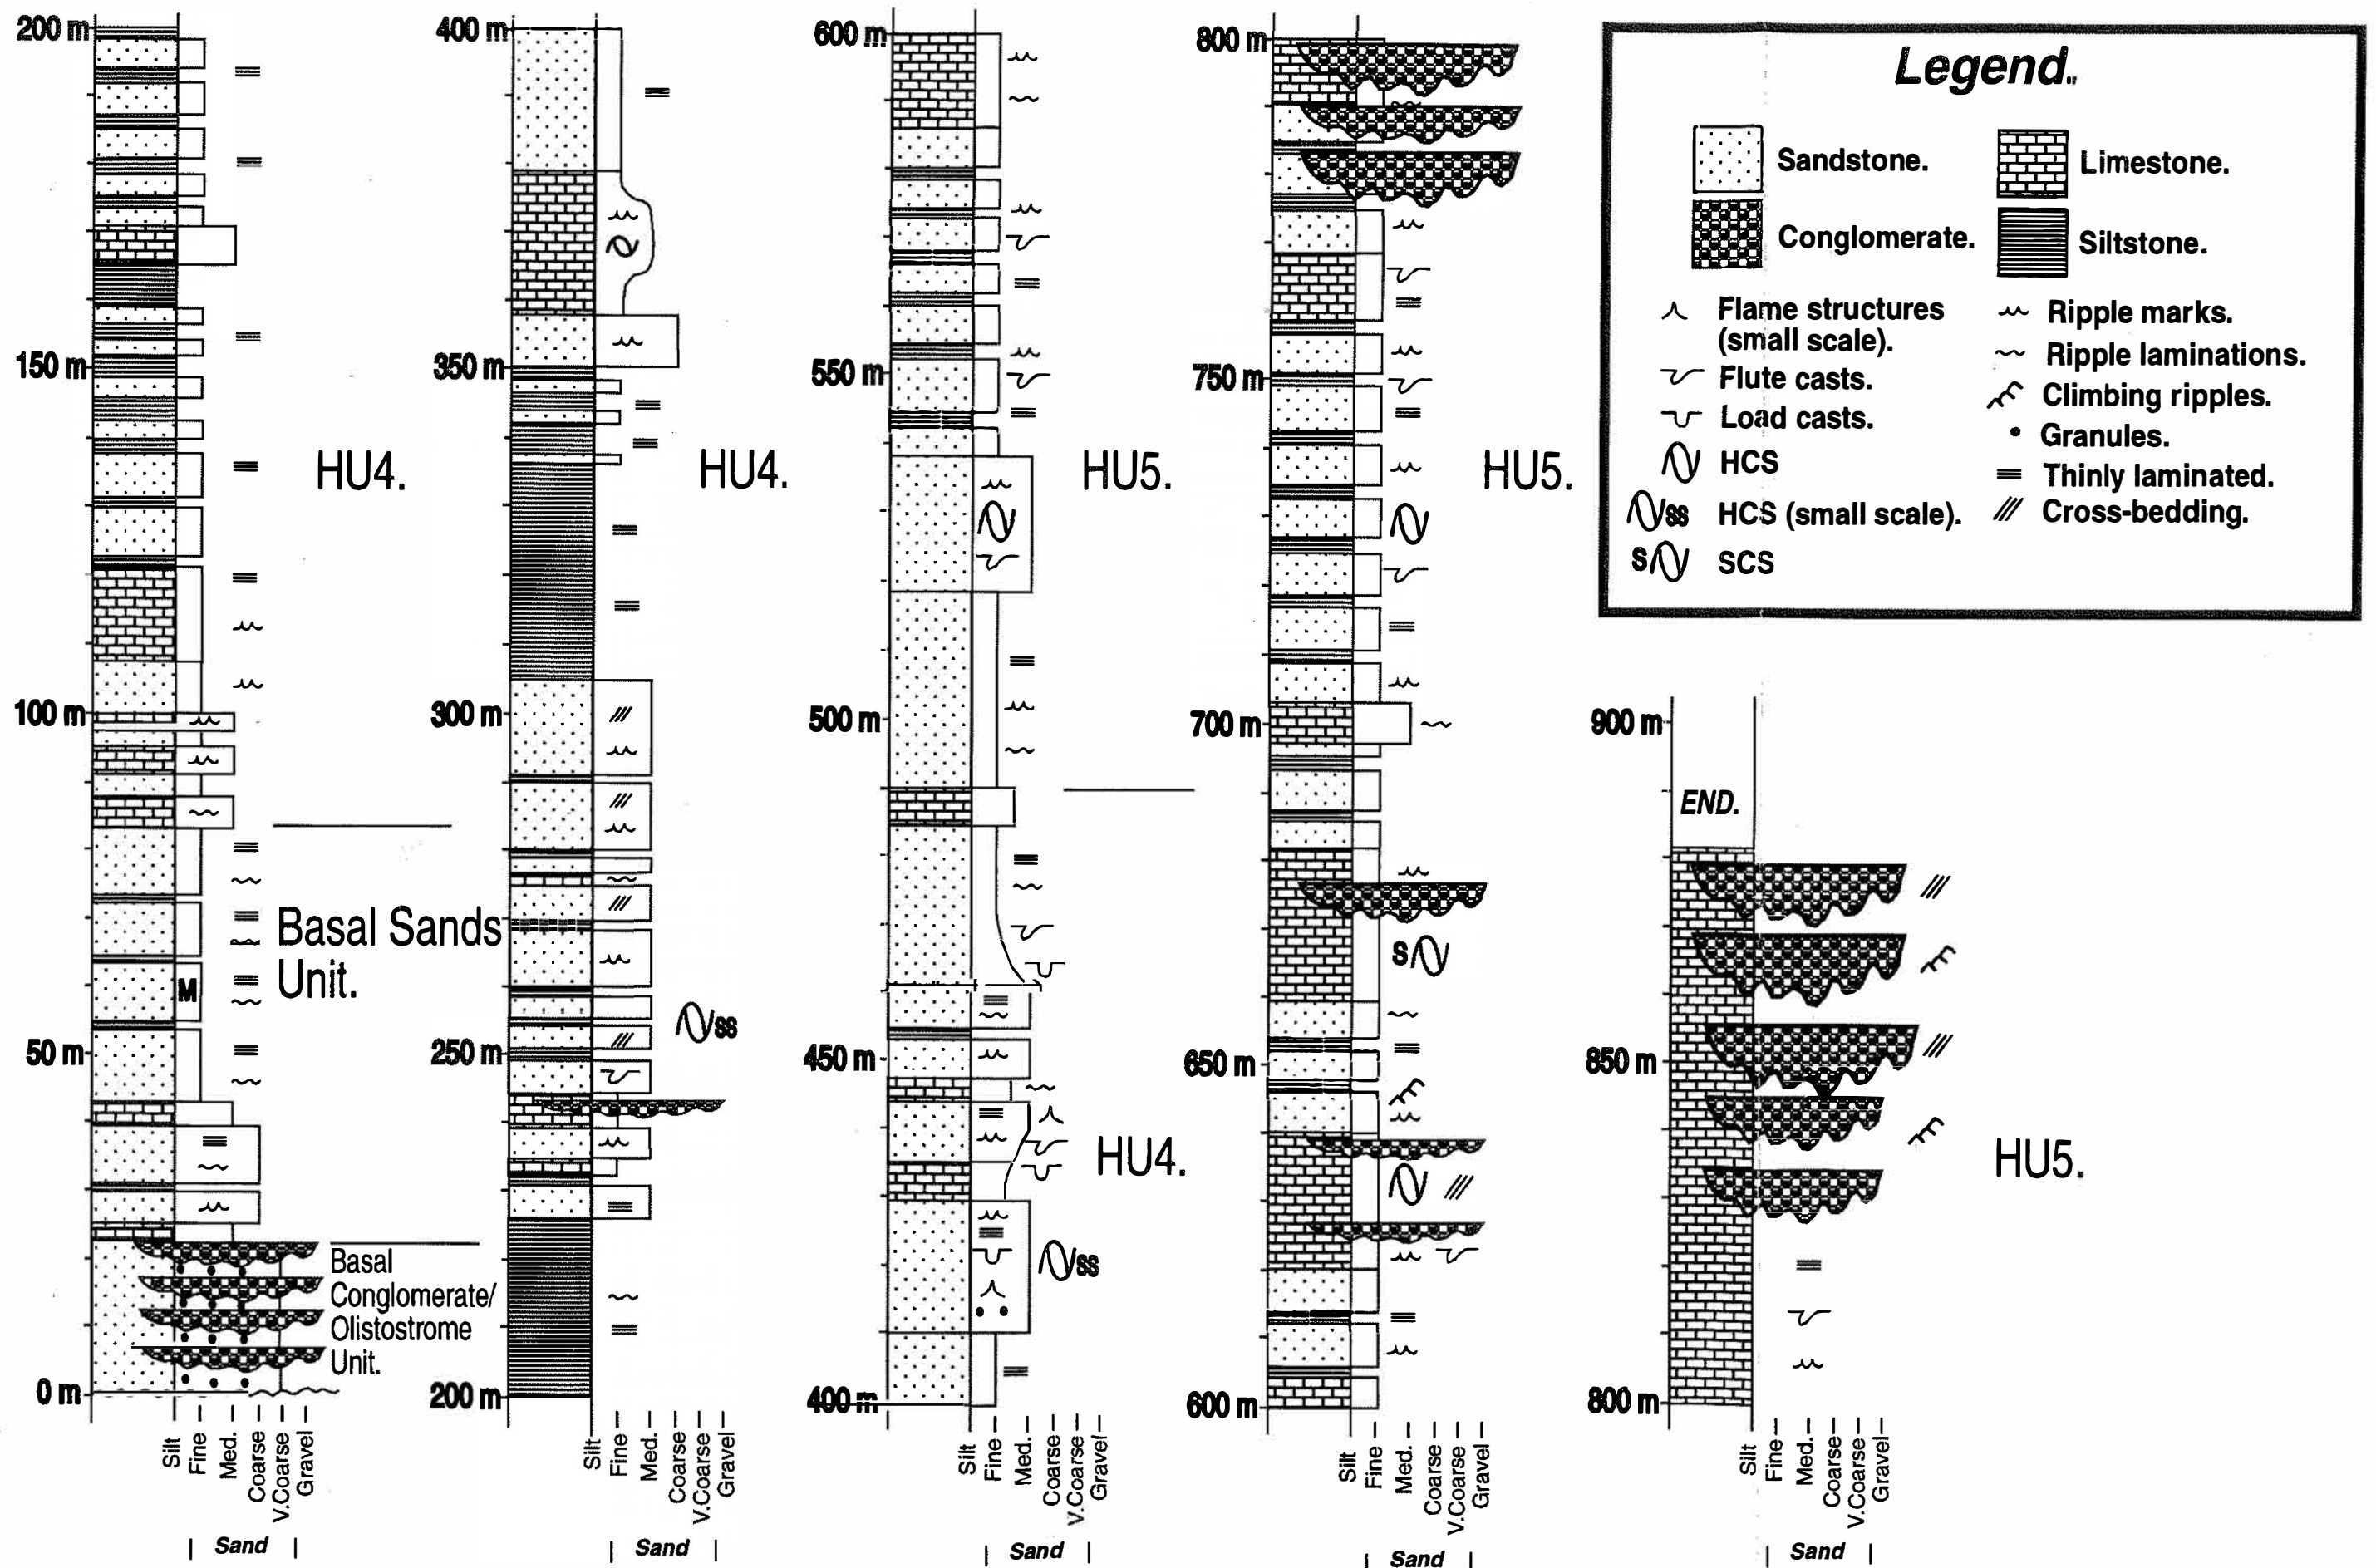 200 m
150 m
HU4.
100 m
Basal Sands
Unit.
50 m
Basal
Conglomerate/
Olistostrome
Unit.
0 m
M
Silt
Fine
Med.
Coarse
V.Coarse
Gravel
Sand
400 m
350 m
HU4.
300 m
ss
250 m
200 m
Silt
Fine
Med.
Coarse
V.Coarse
Gravel
Sand
600 m
550 m
HU5.
500 m
450 m
HU4.
ss
400 m
Silt
Fine
Med.
Coarse
V.Coarse
Gravel
Sand
800 m
750 m
HU5.
700 m
S
650 m
600 m
Silt
Fine
Med.
Coarse
V.Coarse
Gravel
Sand
900 m
END.
850 m
HU5.
800 m
Silt
Fine
Med.
Coarse
V.Coarse
Gravel
Sand
Legend.
Sandstone.
Limestone.
Conglomerate.
Siltstone.
Flame structures
(small scale).
Flute casts.
Load casts.
HCS
ss HCS (small scale).
S SCS
Ripple marks.
Ripple laminations.
Climbing ripples.
Granules.
Thinly laminated.
Cross-bedding.